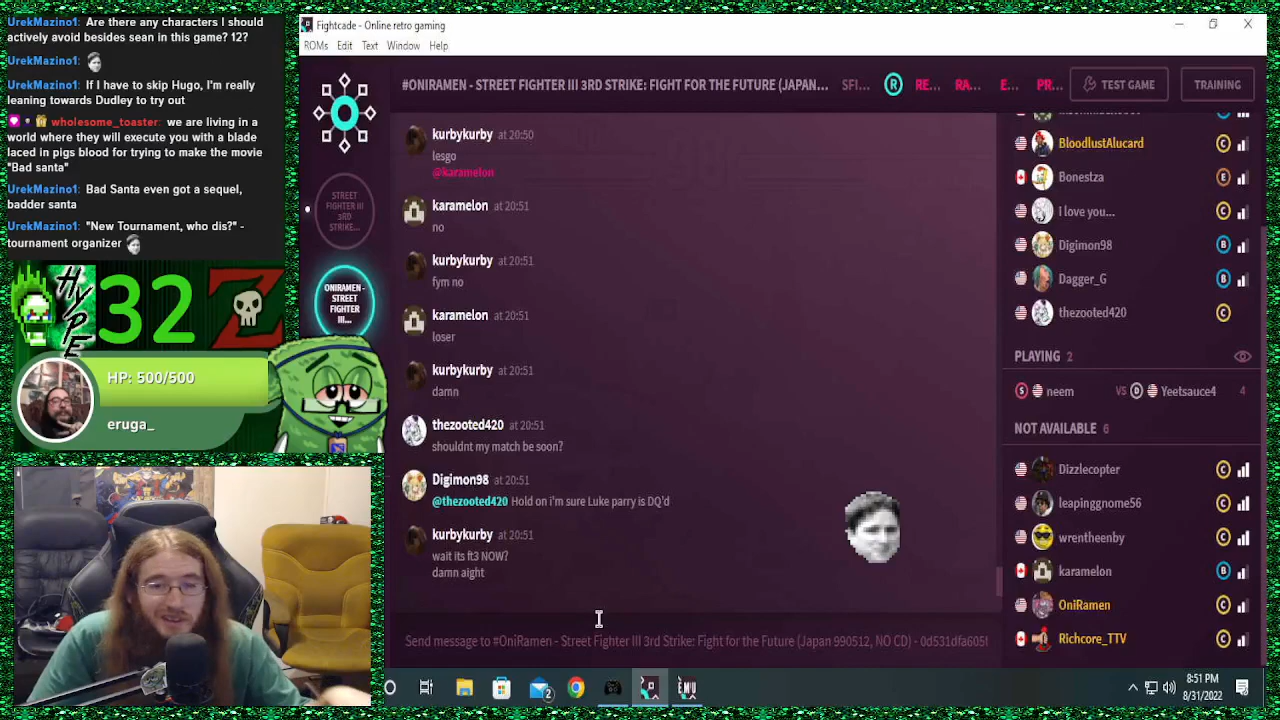 UrekMazino1: Are there any characters I should
actively avoid besides sean in this game? 12?
UrekMazino1:
UrekMazino1: If I have to skip Hugo, I'm really
leaning towards Dudley to try out
wholesome_toaster: we are living in a
world where they will execute you with a blade
laced in pigs blood for trying to make the movie
"Bad santa"
UrekMazino1: Bad Santa even got a sequel,
badder santa
UrekMazino1: "New Tournament, who dis?" -
tournament organizer
HYPE
32
HP: 500/500
eruga_
Fightcade - Online retro gaming
ROMs Edit Text Window Help
STREET
FIGHTER III
3RD
STRIKE...
ONIRAMEN -
STREET
FIGHTER
III...
#ONIRAMEN - STREET FIGHTER III 3RD STRIKE: FIGHT FOR THE FUTURE (JAPAN... SFI... R RE... RA... E... PR... TEST GAME TRAINING
kurbykurby at 20:50
lesgo
@karamelon
karamelon at 20:51
no
kurbykurby at 20:51
fym no
karamelon at 20:51
loser
kurbykurby at 20:51
damn
thezooted420 at 20:51
shouldnt my match be soon?
Digimon98 at 20:51
@thezooted420 Hold on i'm sure Luke parry is DQ'd
kurbykurby at 20:51
wait its ft3 NOW?
damn aight
Send message to #OniRamen - Street Fighter III 3rd Strike: Fight for the Future (Japan 990512, NO CD) - 0d531dfa605!
BloodlustAlucard C
Bonestza E
I love you... C
Digimon98 B
Dagger_G B
thezooted420 C
PLAYING 2
S neem VS D Yeetsauce4 4
NOT AVAILABLE 6
Dizzlecopter C
leapinggnome56 C
wrentheenby C
karamelon B
OniRamen C
Richcore_TTV C
2
EMU
8:51 PM
8/31/2022